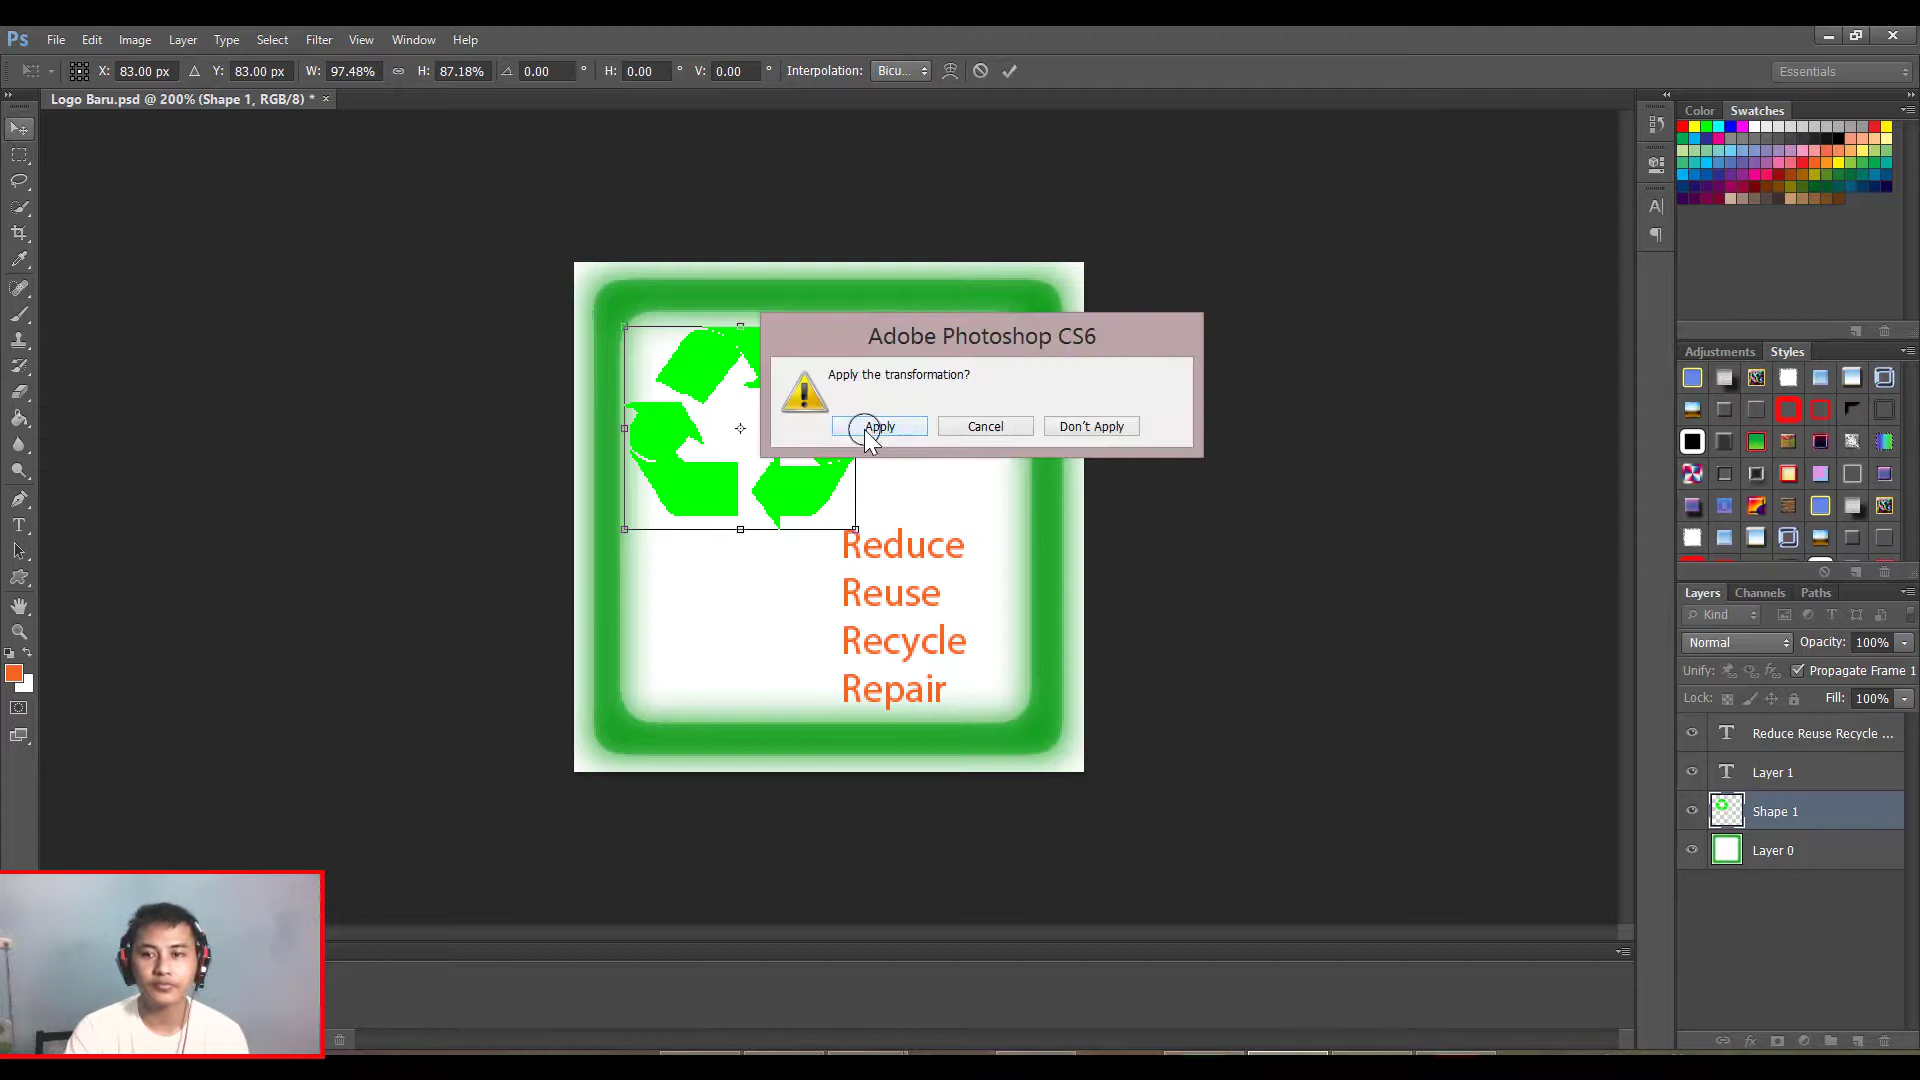 Ps File Edit Image Layer Type Select Filter View Window Help
X: 83.00 px Y: 83.00 px W: 97.48% H: 87.18% 0.00 ° H: 0.00 ° V: 0.00 ° Interpolation: Bicu... Essentials
Logo Baru.psd @ 200% (Shape 1, RGB/8) * ×
Color Swatches
Adobe Photoshop CS6
Apply the transformation?
Apply Cancel Don't Apply
Reduce
Reuse
Recycle
Repair
Adjustments Styles
Layers Channels Paths
Kind
Normal Opacity: 100%
Unify: Propagate Frame 1
Lock: Fill: 100%
Reduce Reuse Recycle ...
Layer 1
Shape 1
Layer 0